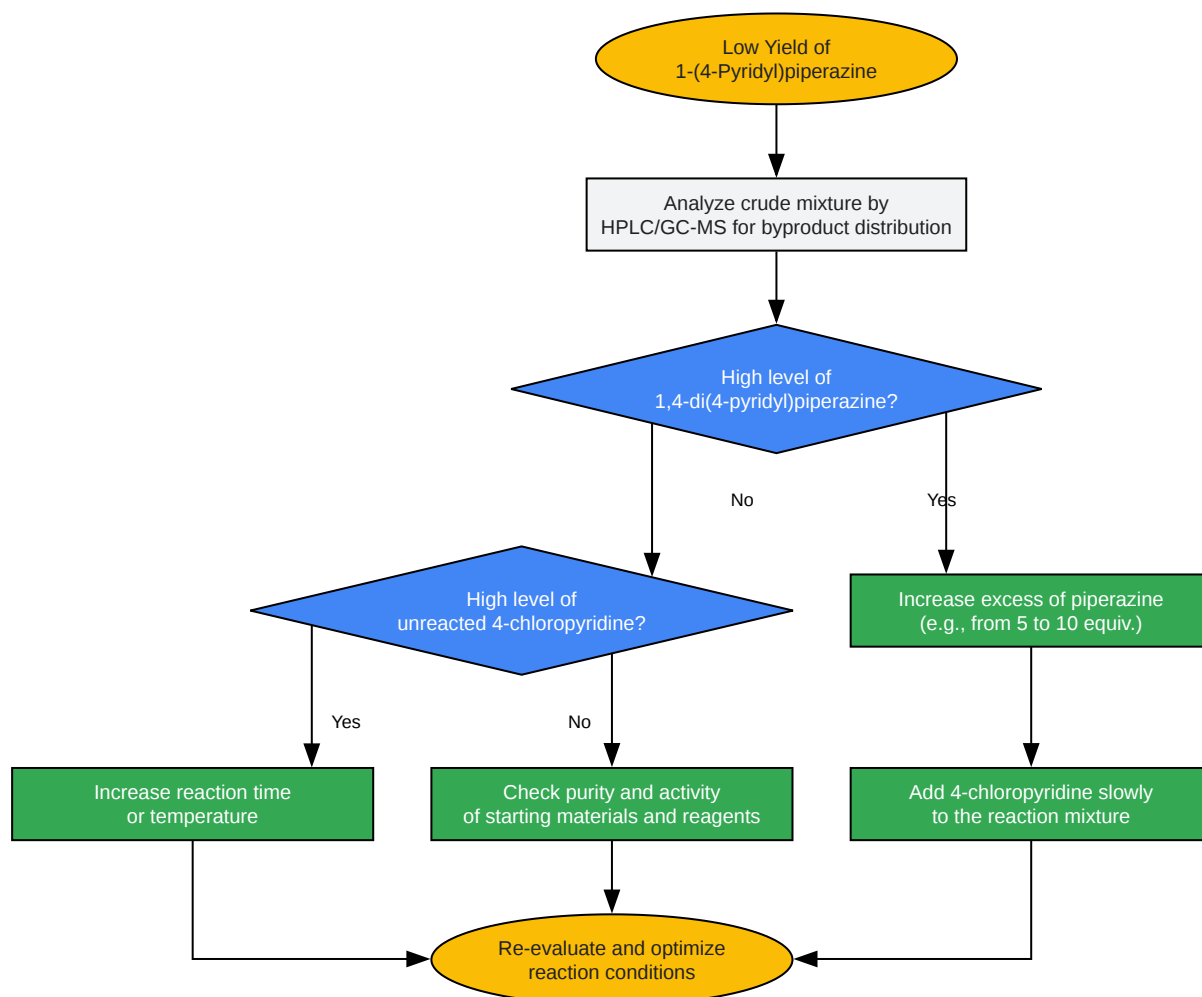 Low Yield of
1-(4-Pyridyl)piperazine
Analyze crude mixture by
HPLC/GC-MS for byproduct distribution
High level of
1,4-di(4-pyridyl)piperazine?
No
Yes
High level of
unreacted 4-chloropyridine?
Increase excess of piperazine
(e.g., from 5 to 10 equiv.)
Yes
No
Increase reaction time
or temperature
Check purity and activity
of starting materials and reagents
Add 4-chloropyridine slowly
to the reaction mixture
Re-evaluate and optimize
reaction conditions